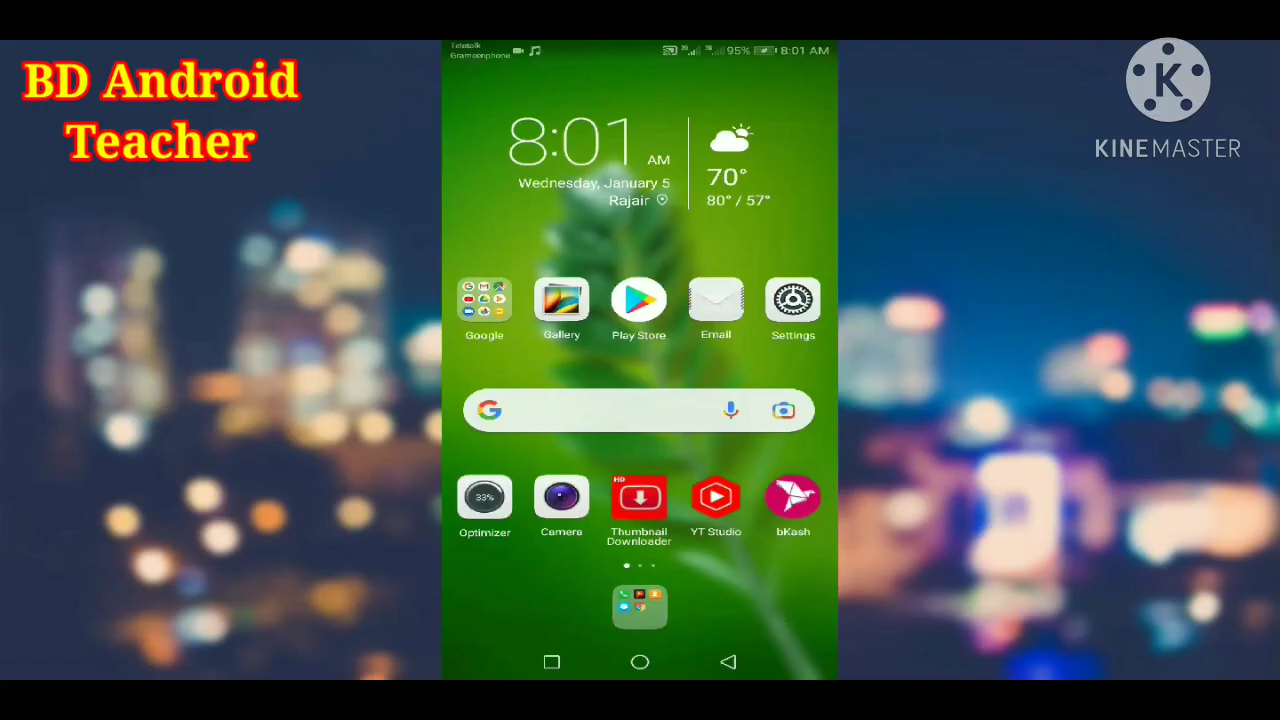 BD Android
Teacher
KINEMASTER
Teletalk
Grameenphone
95% 8:01 AM
8:01 AM
Wednesday, January 5
Rajair
70°
80° / 57°
Google
Gallery
Play Store
Email
Settings
33%
HD
Optimizer
Camera
Thumbnail
Downloader
YT Studio
bKash